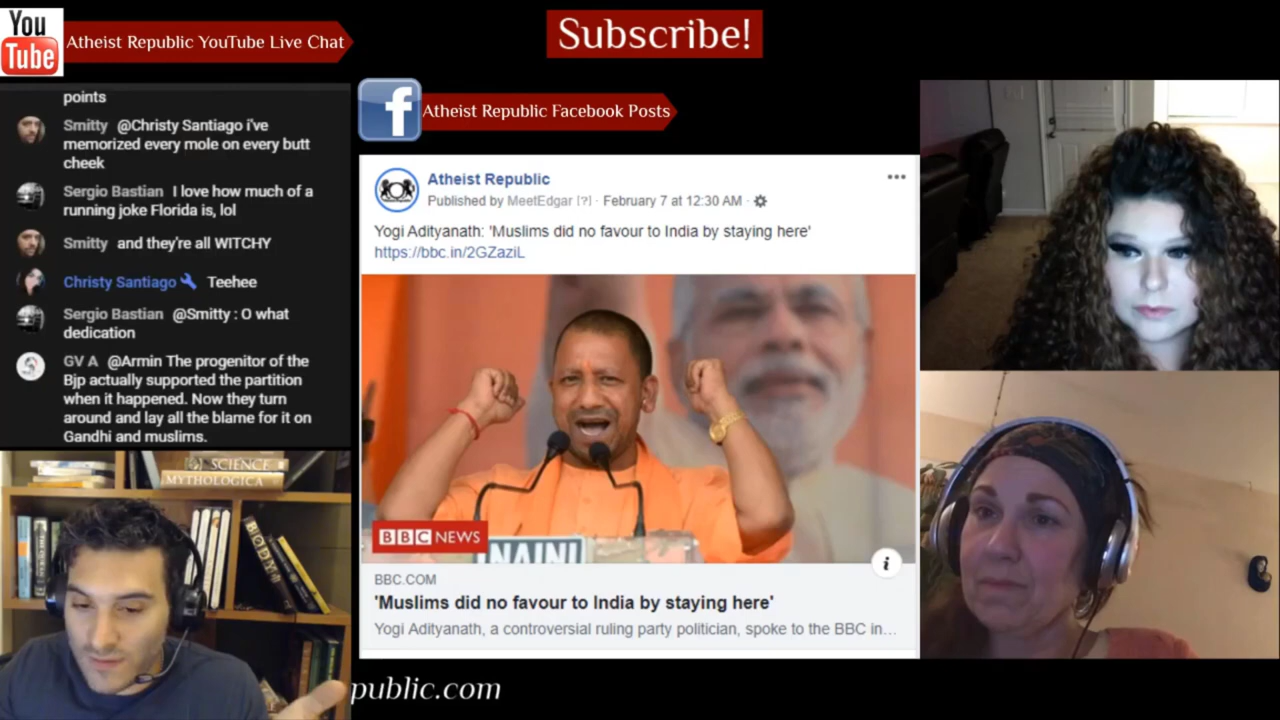 You
Tube
Atheist Republic YouTube Live Chat
Subscribe!
points
Smitty @Christy Santiago i've
memorized every mole on every butt
cheek
Sergio Bastian I love how much of a
running joke Florida is, lol
Smitty and they're all WITCHY
Christy Santiago Teehee
Sergio Bastian @Smitty : O what
dedication
GV A @Armin The progenitor of the
Bjp actually supported the partition
when it happened. Now they turn
around and lay all the blame for it on
Gandhi and muslims.
f
Atheist Republic Facebook Posts
Atheist Republic
Published by MeetEdgar [?] · February 7 at 12:30 AM ·
Yogi Adityanath: 'Muslims did no favour to India by staying here'
https://bbc.in/2GZaziL
BBC NEWS
NAINI
i
BBC.COM
'Muslims did no favour to India by staying here'
Yogi Adityanath, a controversial ruling party politician, spoke to the BBC in...
SCIENCE
MYTHOLOGICA
BODY
public.com